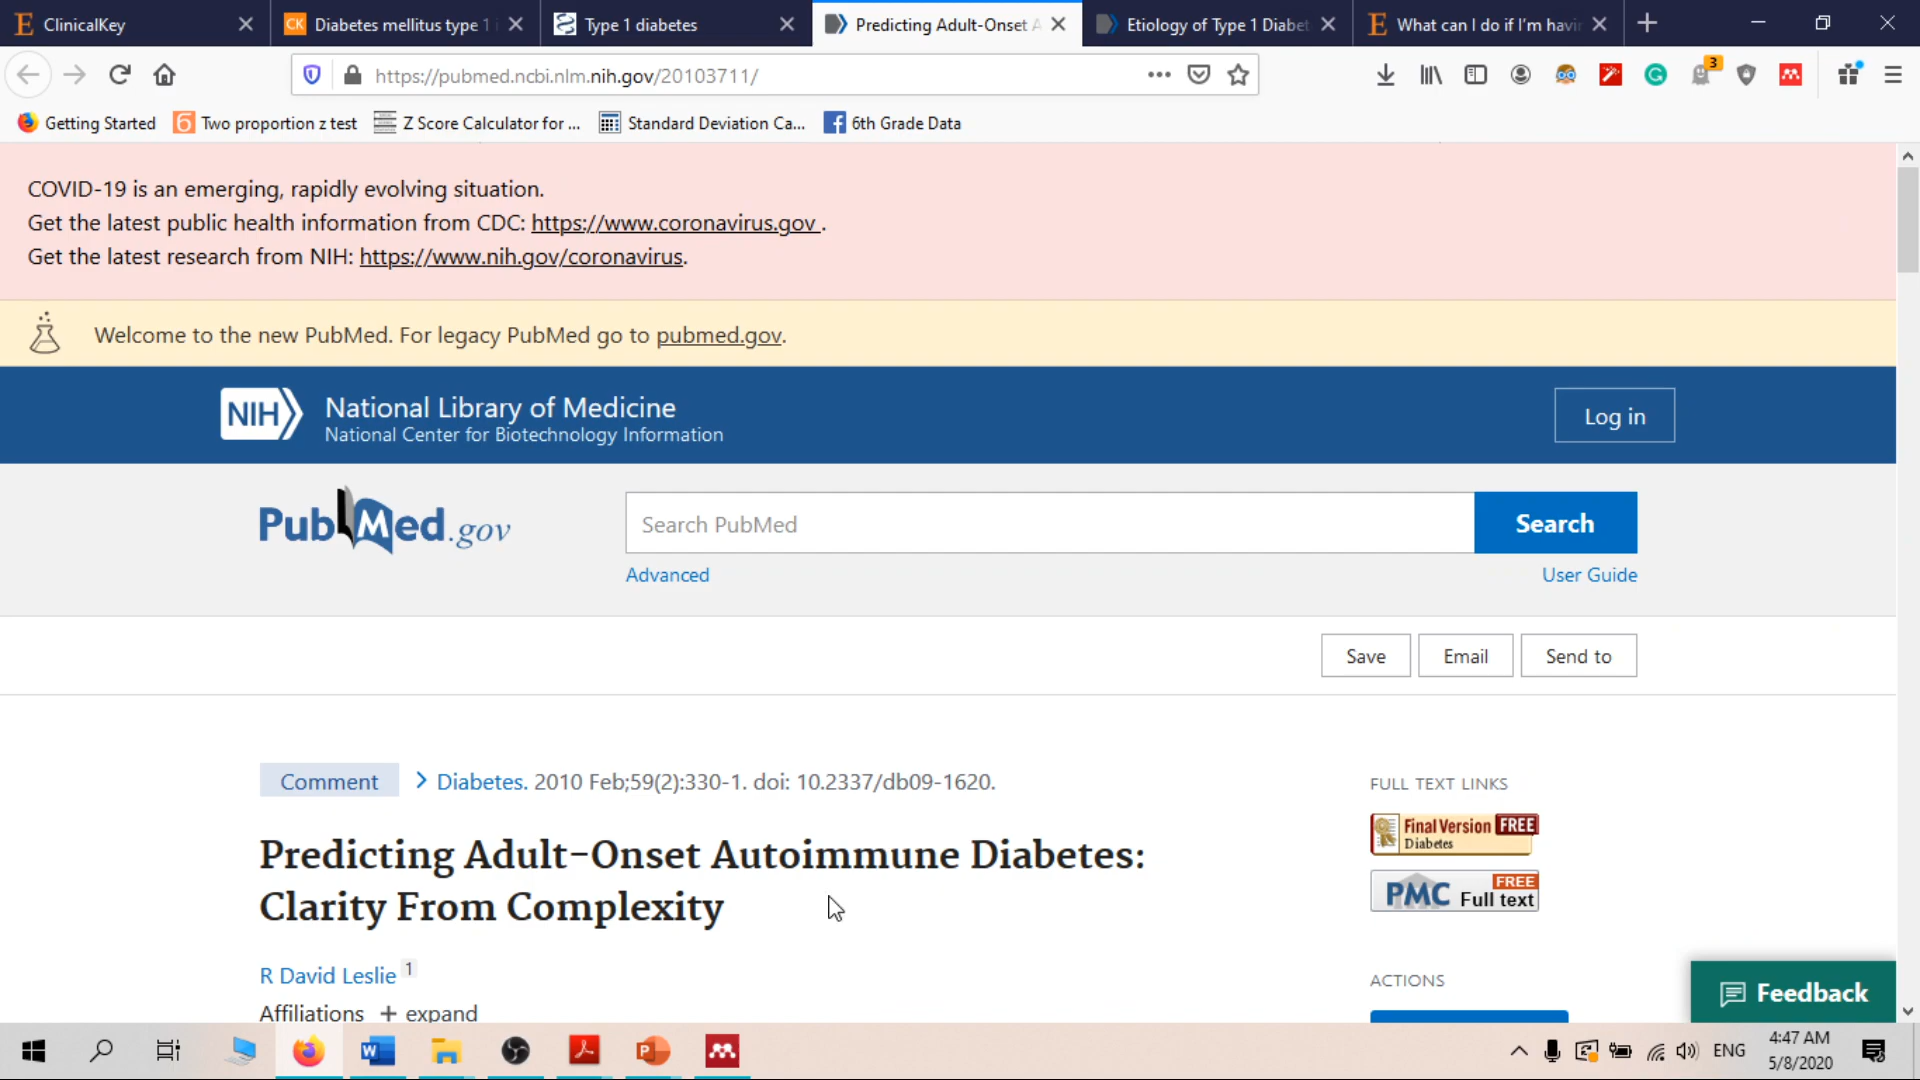 ClinicalKey
Diabetes mellitus type 1 i
Type 1 diabetes
Predicting Adult-Onset A
Etiology of Type 1 Diabet
What can I do if I'm havin
https://pubmed.ncbi.nlm.nih.gov/20103711/
3
Getting Started
Two proportion z test
Z Score Calculator for ...
Standard Deviation Ca...
6th Grade Data
COVID-19 is an emerging, rapidly evolving situation.
Get the latest public health information from CDC: https://www.coronavirus.gov .
Get the latest research from NIH: https://www.nih.gov/coronavirus.
Welcome to the new PubMed. For legacy PubMed go to pubmed.gov.
NIH
National Library of Medicine
National Center for Biotechnology Information
Log in
PubMed.gov
Search PubMed
Search
Advanced
User Guide
Save
Email
Send to
Comment
Diabetes. 2010 Feb;59(2):330-1. doi: 10.2337/db09-1620.
Predicting Adult-Onset Autoimmune Diabetes:
Clarity From Complexity
R David Leslie 1
Affiliations + expand
FULL TEXT LINKS
Final Version FREE
Diabetes
FREE
PMC Full text
ACTIONS
Feedback
ENG
4:47 AM
5/8/2020